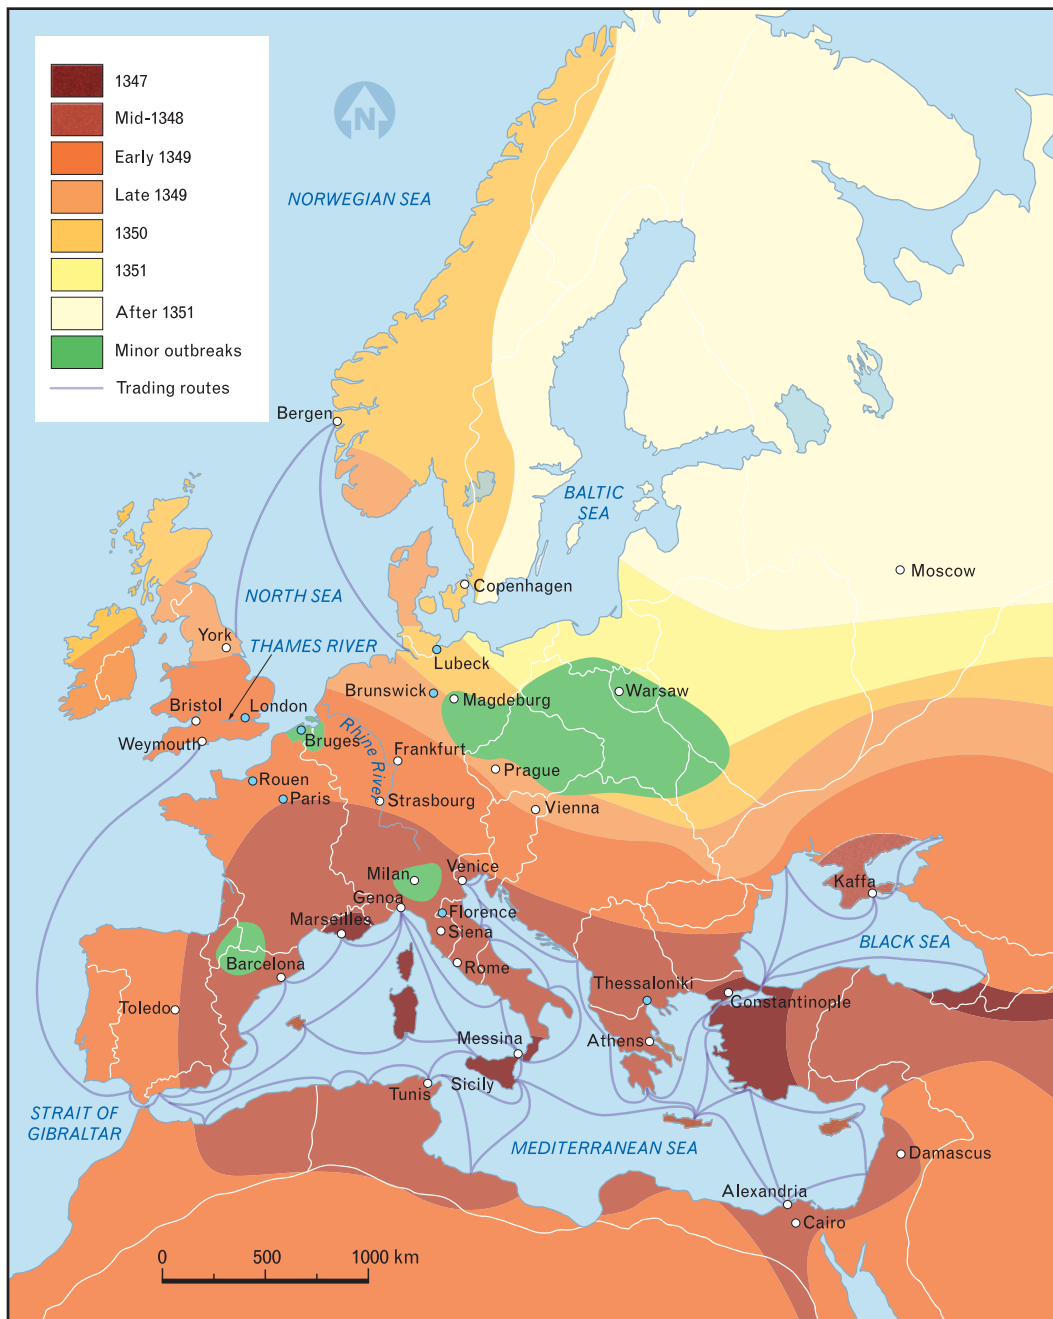 1347
Mid-1348
Early 1349
Late 1349
1350
1351
After 1351
Minor outbreaks
Trading routes
N
NORWEGIAN SEA
Bergen
BALTIC
SEA
Moscow
Copenhagen
NORTH SEA
York
THAMES RIVER
Lubeck
Brunswick
Magdeburg
Warsaw
Bristol
London
Weymouth
Bruges
Rhine River
Frankfurt
Prague
Rouen
Paris
Strasbourg
Vienna
Milan
Venice
Kaffa
Genoa
Marseilles
Florence
Siena
BLACK SEA
Barcelona
Rome
Thessaloniki
Constantinople
Toledo
Messina
Athens
Tunis
Sicily
STRAIT OF
GIBRALTAR
MEDITERRANEAN SEA
Damascus
Alexandria
Cairo
0 500 1000 km